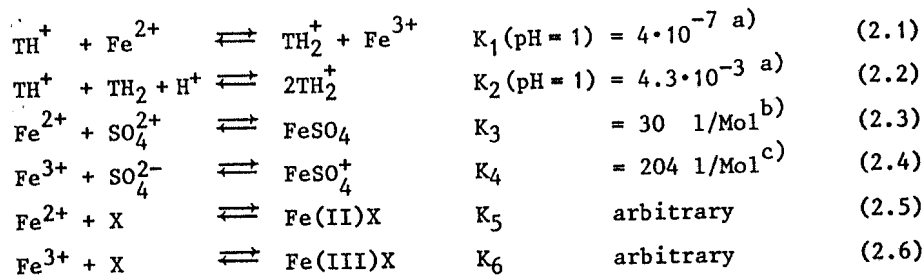 TH⁺ + Fe²⁺ ⇌ TH₂⁺ + Fe³⁺ K₁(pH = 1) = 4·10⁻⁷ a) (2.1)
TH⁺ + TH₂ + H⁺ ⇌ 2TH₂⁺ K₂(pH = 1) = 4.3·10⁻³ a) (2.2)
Fe²⁺ + SO₄²⁺ ⇌ FeSO₄ K₃ = 30 l/Mol b) (2.3)
Fe³⁺ + SO₄²⁻ ⇌ FeSO₄⁺ K₄ = 204 l/Mol c) (2.4)
Fe²⁺ + X ⇌ Fe(II)X K₅ arbitrary (2.5)
Fe³⁺ + X ⇌ Fe(III)X K₆ arbitrary (2.6)